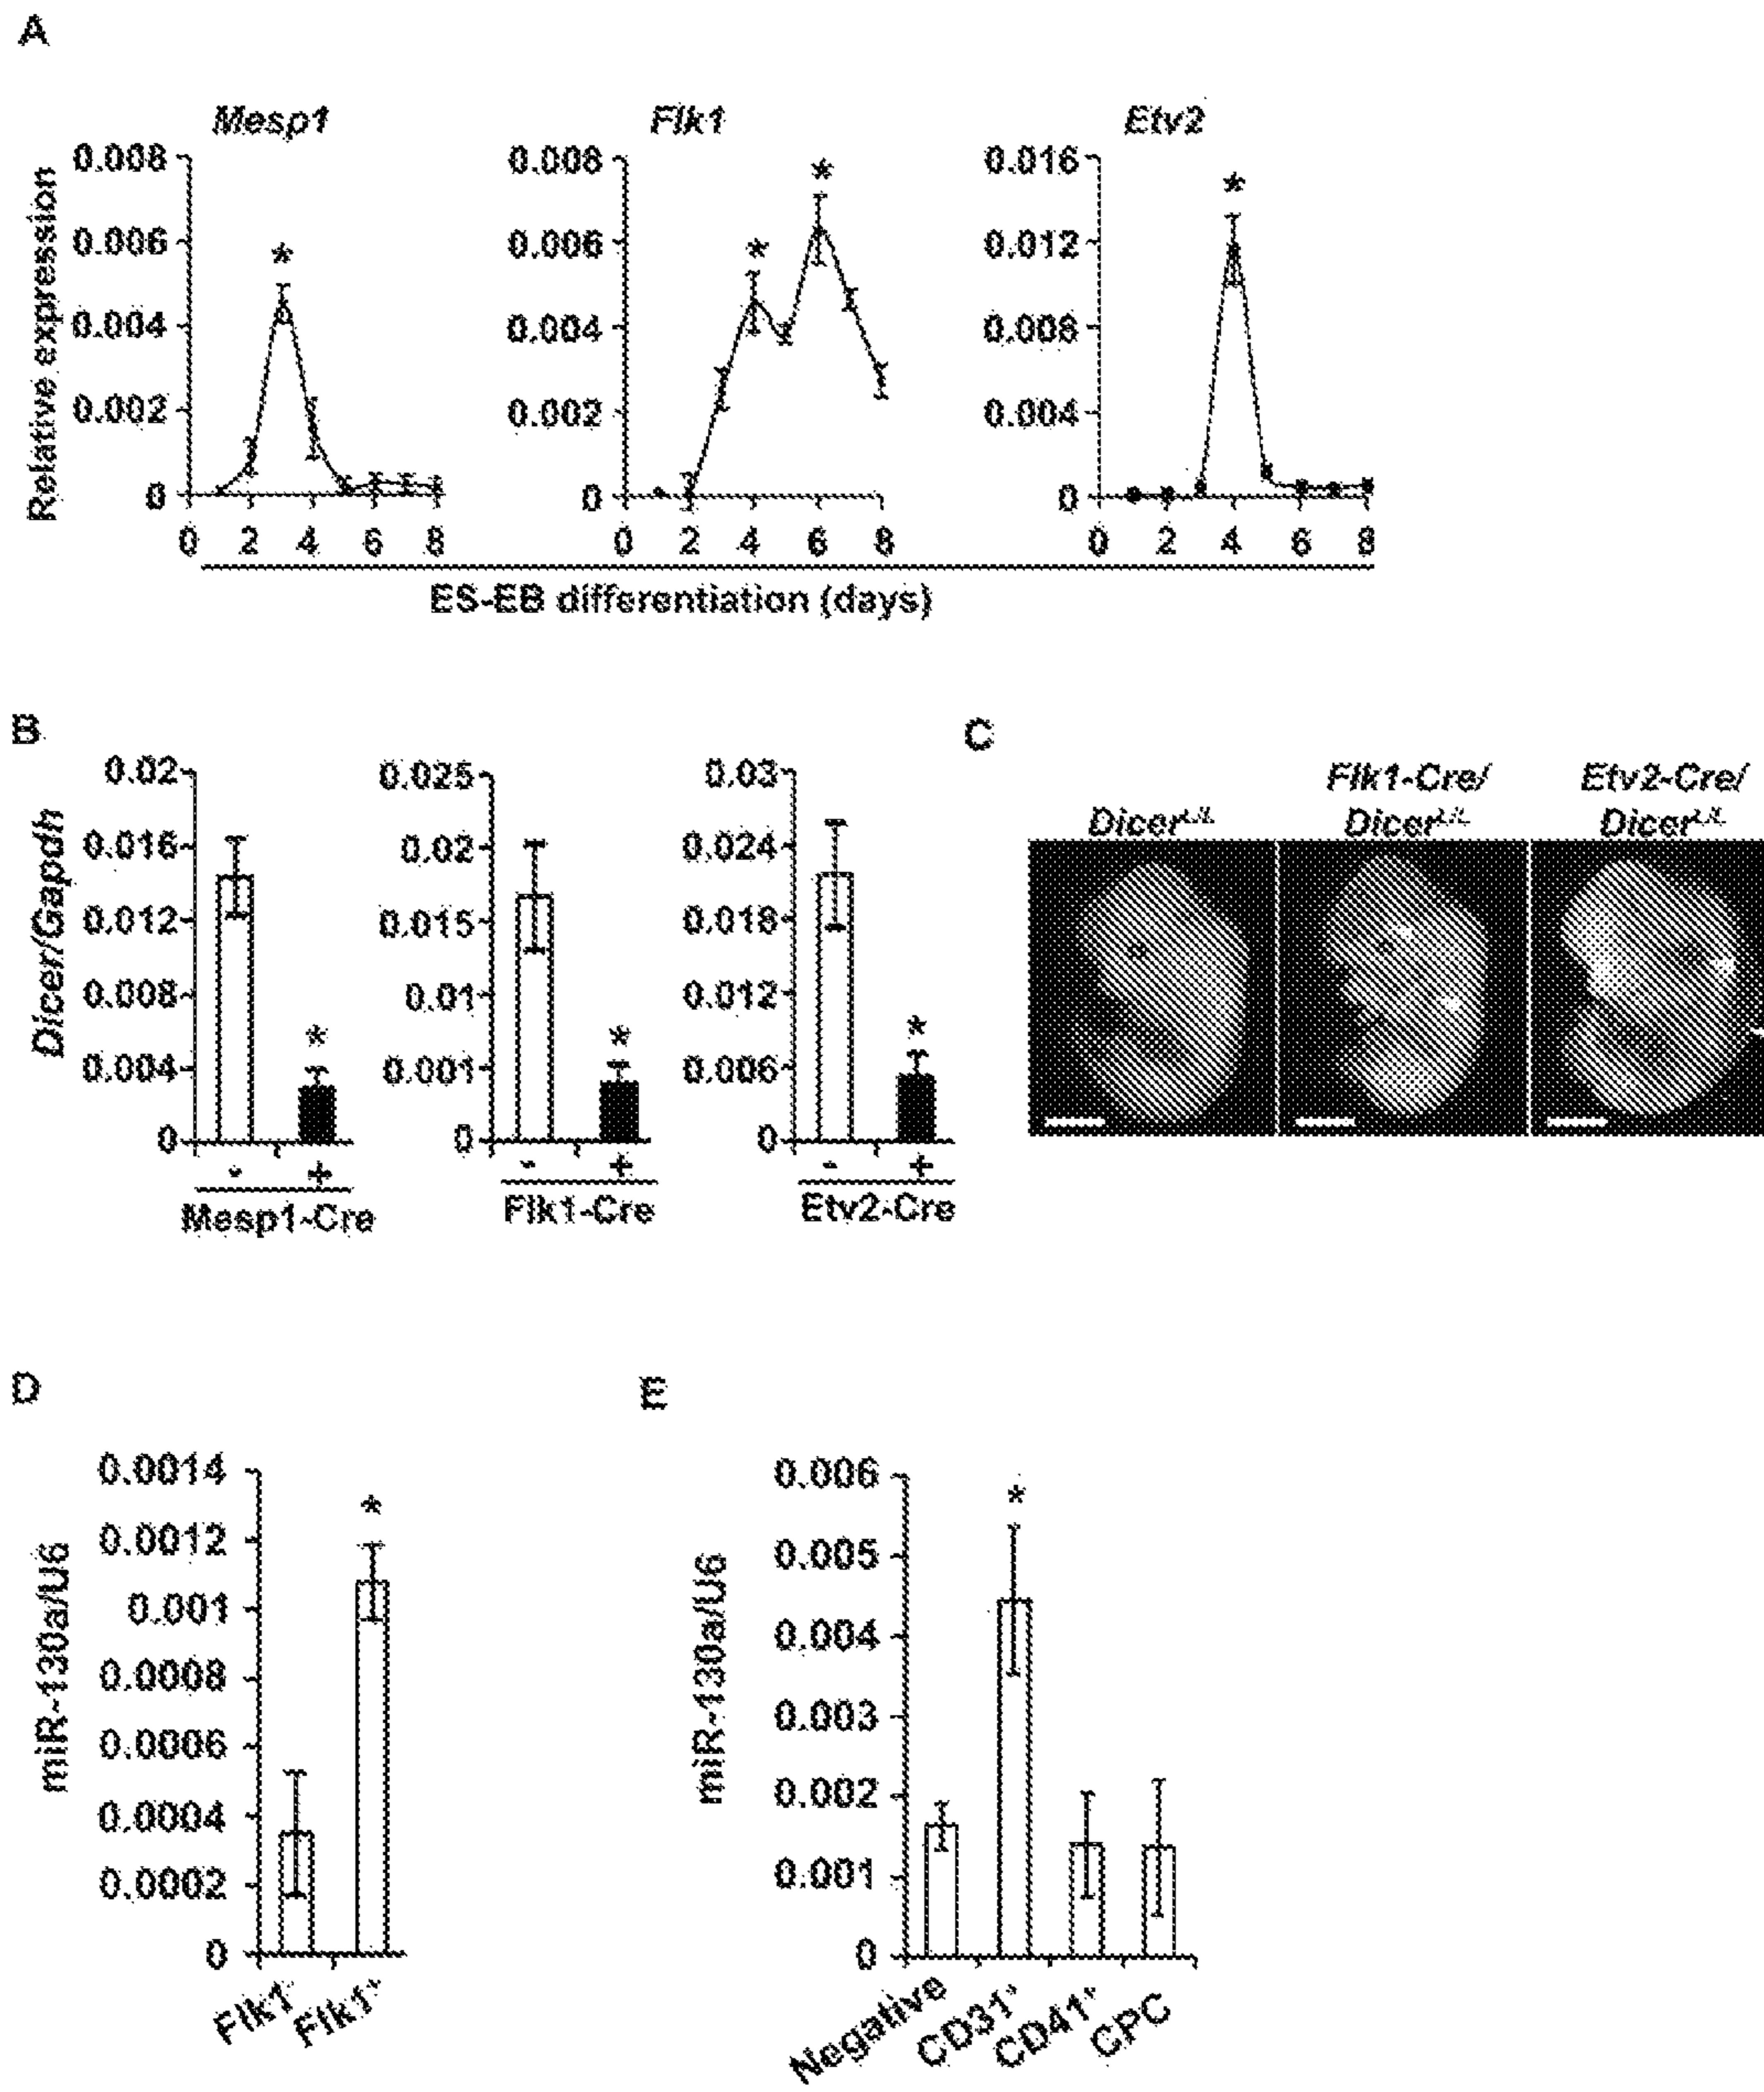 A
Mesp1 Flk1 Etv2
Relative expression
0.008
0.006
0.004
0.002
0
0 2 4 6 8
0.008
0.006
0.004
0.002
0
0 2 4 6 8
0.016
0.012
0.008
0.004
0
0 2 4 6 8
*
* *
*
ES-EB differentiation (days)
B
Dicer/Gapdh
0.02
0.016
0.012
0.008
0.004
0
*
- +
Mesp1-Cre
0.025
0.02
0.015
0.01
0.001
0
*
- +
Flk1-Cre
0.03
0.024
0.018
0.012
0.006
0
*
- +
Etv2-Cre
C
Dicer
Flk1-Cre/
Dicer
Etv2-Cre/
Dicer
D
miR-130a/U6
0.0014
0.0012
0.001
0.0008
0.0006
0.0004
0.0002
0
*
Flk1⁻
Flk1⁺
E
miR-130a/U6
0.006
0.005
0.004
0.003
0.002
0.001
0
*
Negative
CD31⁺
CD41⁺
CPC